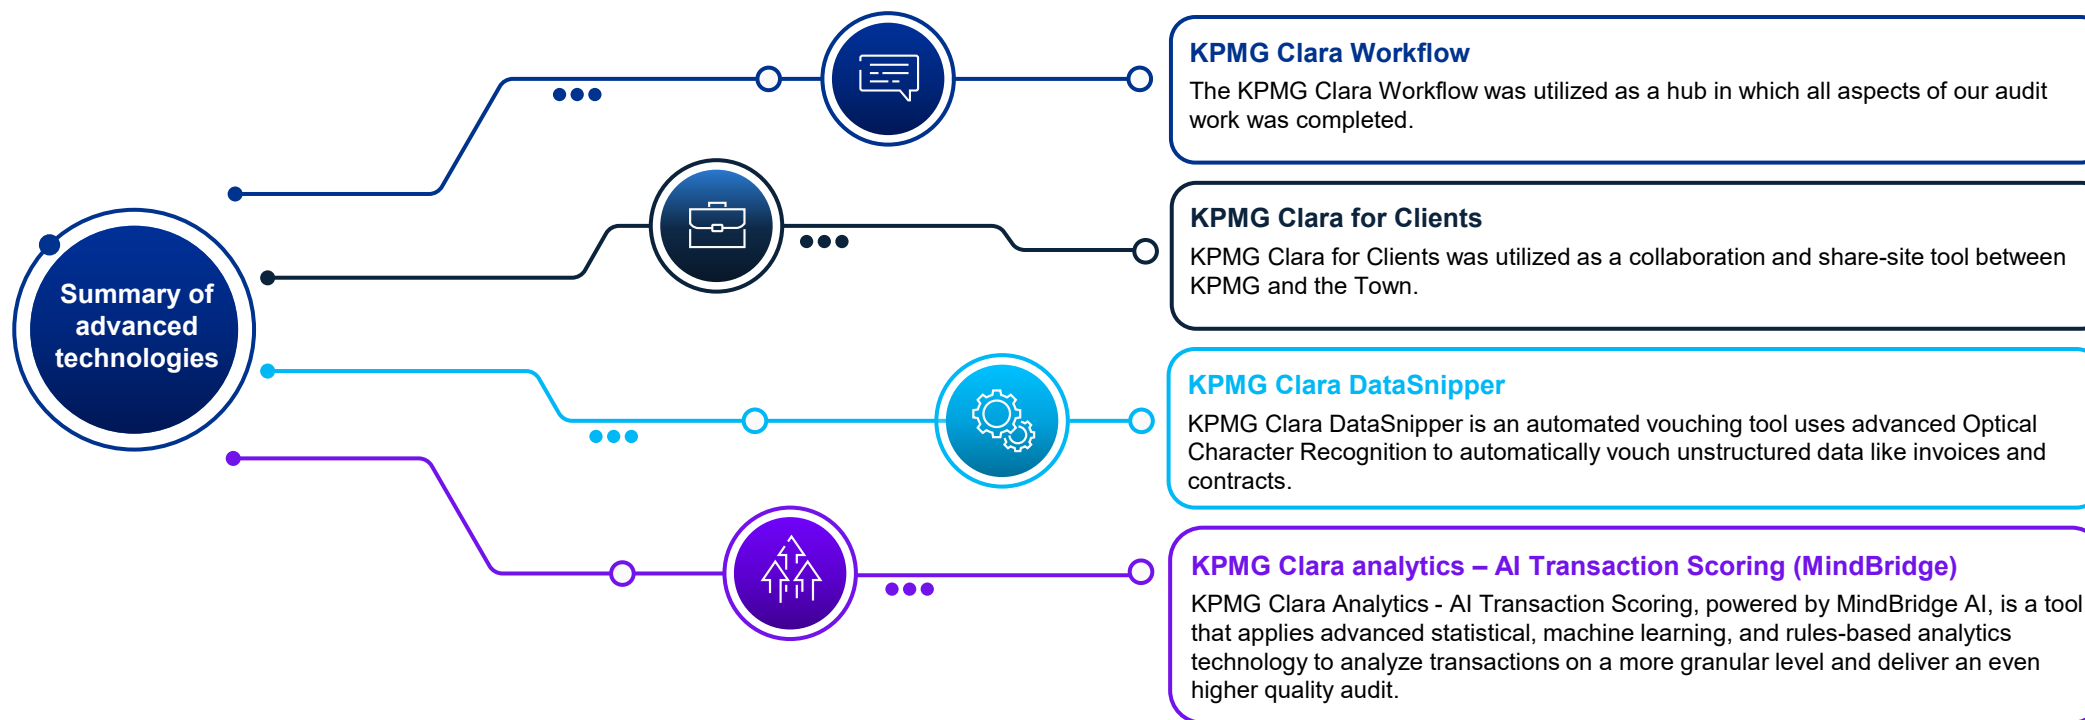 Summary of
advanced
technologies
KPMG Clara Workflow
The KPMG Clara Workflow was utilized as a hub in which all aspects of our audit
work was completed.
KPMG Clara for Clients
KPMG Clara for Clients was utilized as a collaboration and share-site tool between
KPMG and the Town.
KPMG Clara DataSnipper
KPMG Clara DataSnipper is an automated vouching tool uses advanced Optical
Character Recognition to automatically vouch unstructured data like invoices and
contracts.
KPMG Clara analytics – AI Transaction Scoring (MindBridge)
KPMG Clara Analytics - AI Transaction Scoring, powered by MindBridge AI, is a tool
that applies advanced statistical, machine learning, and rules-based analytics
technology to analyze transactions on a more granular level and deliver an even
higher quality audit.